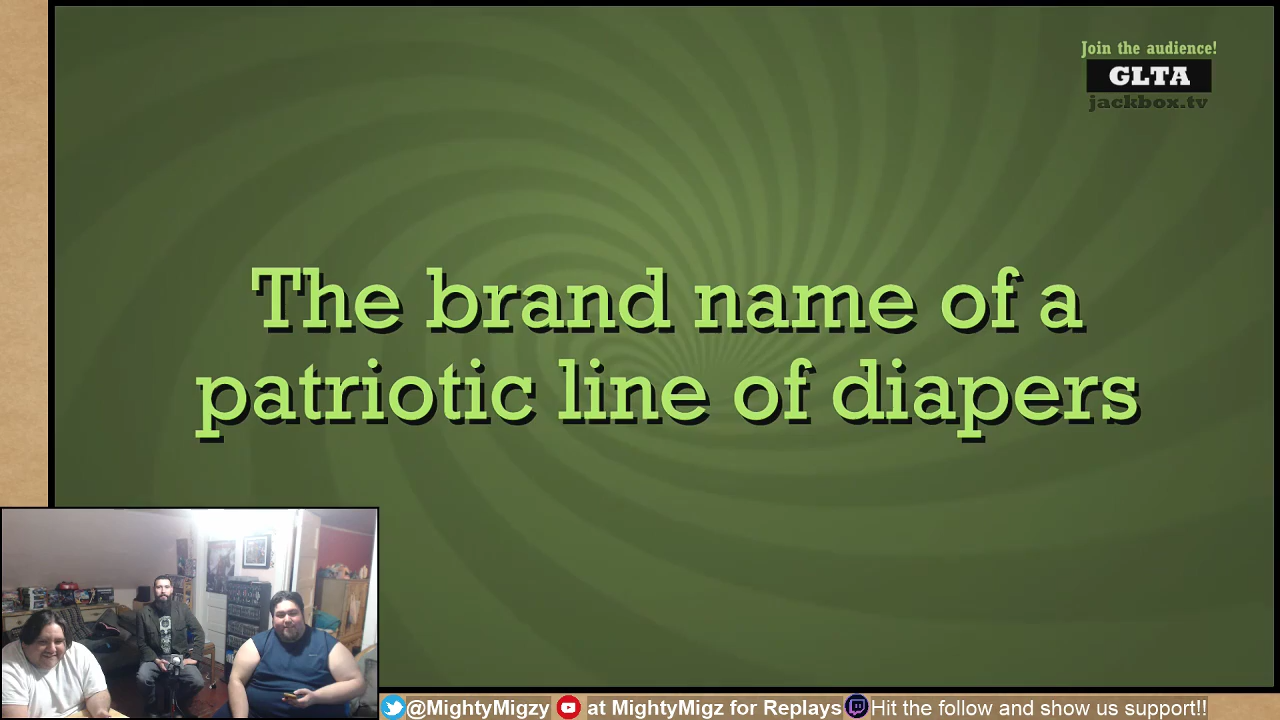 Join the audience!
GLTA
jackbox.tv
The brand name of a
patriotic line of diapers
@MightyMigzy at MightyMigz for Replays Hit the follow and show us support!!